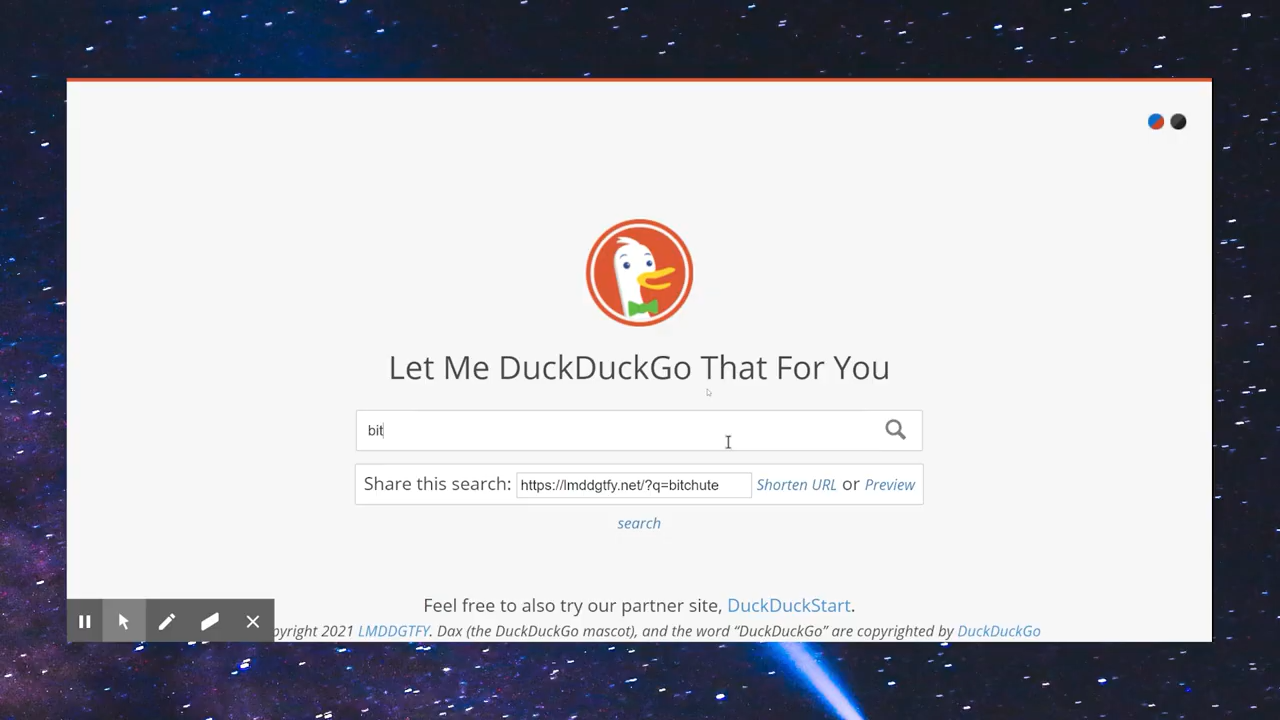 Let Me DuckDuckGo That For You
bit
Share this search: https://lmddgtfy.net/?q=bitchute Shorten URL or Preview
search
Feel free to also try our partner site, DuckDuckStart.
pyright 2021 LMDDGTFY. Dax (the DuckDuckGo mascot), and the word “DuckDuckGo” are copyrighted by DuckDuckGo